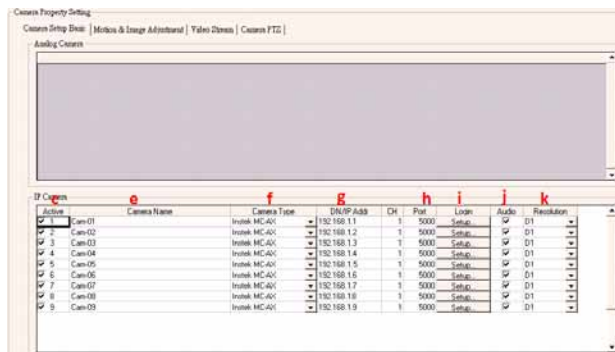 Camera Property Setting
Camera Setup Basic | Motion & Image Adjustment | Video Stream | Camera PTZ |
Analog Camera
c e f g h i j k
IP Camera
Active Camera Name Camera Type DN/IP Addr CH Port Login Audio Resolution
1 Cam-01 Instek MC-AX 192.168.1.1 1 5000 Setup... D1
2 Cam-02 Instek MC-AX 192.168.1.2 1 5000 Setup... D1
3 Cam-03 Instek MC-AX 192.168.1.3 1 5000 Setup... D1
4 Cam-04 Instek MC-AX 192.168.1.4 1 5000 Setup... D1
5 Cam-05 Instek MC-AX 192.168.1.5 1 5000 Setup... D1
6 Cam-06 Instek MC-AX 192.168.1.6 1 5000 Setup... D1
7 Cam-07 Instek MC-AX 192.168.1.7 1 5000 Setup... D1
8 Cam-08 Instek MC-AX 192.168.1.8 1 5000 Setup... D1
9 Cam-09 Instek MC-AX 192.168.1.9 1 5000 Setup... D1